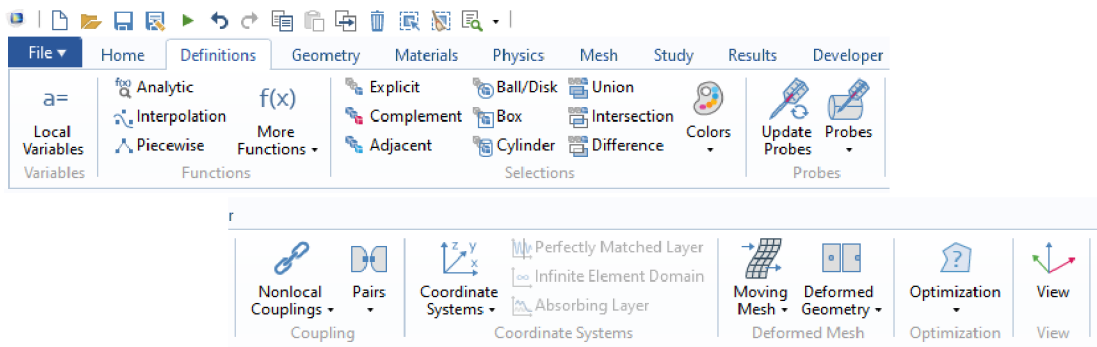 File Home Definitions Geometry Materials Physics Mesh Study Results Developer
a=
Local
Variables
Variables
f(x) Analytic
Interpolation
Piecewise
f(x)
More
Functions
Functions
Explicit
Complement
Adjacent
Ball/Disk
Box
Cylinder
Union
Intersection
Difference
Colors
Selections
Update
Probes
Probes
Probes
r
Nonlocal
Couplings
Pairs
Coupling
z y
x
Coordinate
Systems
Perfectly Matched Layer
∞ Infinite Element Domain
Absorbing Layer
Coordinate Systems
Moving
Mesh
Deformed
Geometry
Deformed Mesh
?
Optimization
Optimization
View
View